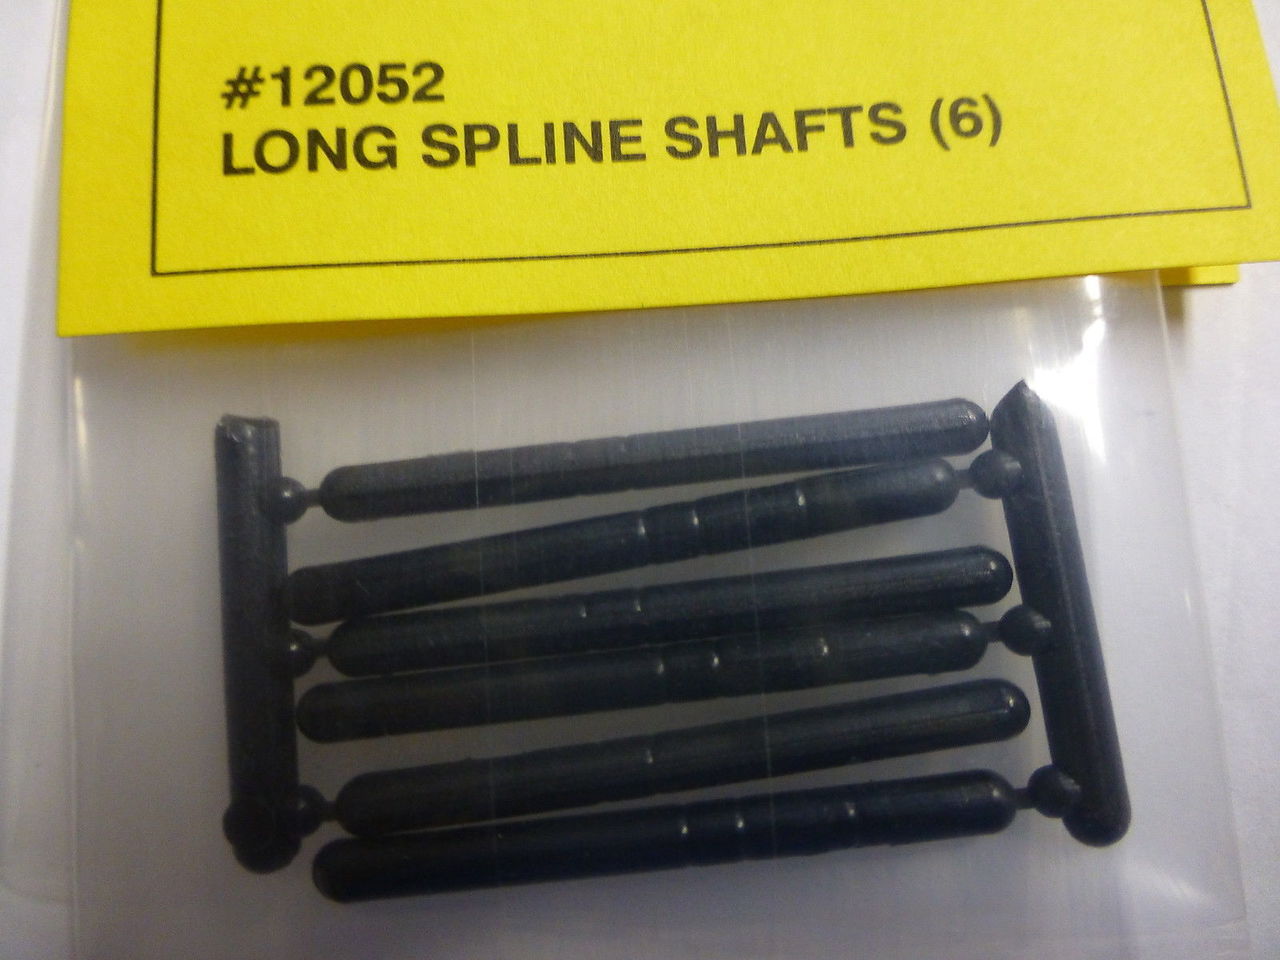 #12052
LONG SPLINE SHAFTS (6)